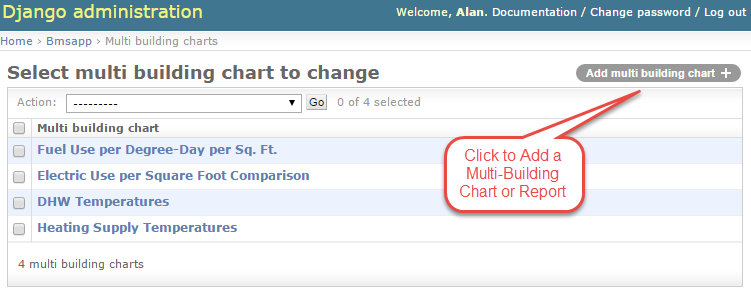 Django administration
Welcome, Alan. Documentation / Change password / Log out
Home › Bmsapp › Multi building charts
Select multi building chart to change
Add multi building chart +
Action: --------- Go 0 of 4 selected
Multi building chart
Fuel Use per Degree-Day per Sq. Ft.
Electric Use per Square Foot Comparison
DHW Temperatures
Heating Supply Temperatures
4 multi building charts
Click to Add a
Multi-Building
Chart or Report